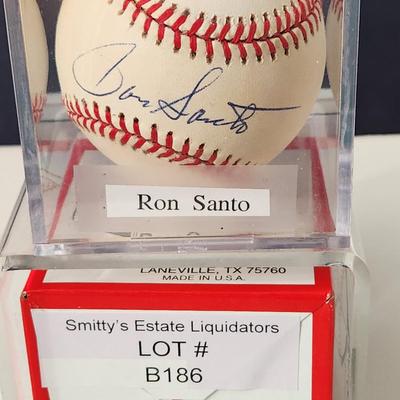 Ron Santo
Ron Santo
LANEVILLE, TX 75760
MADE IN U.S.A.
Smitty's Estate Liquidators
LOT #
B186